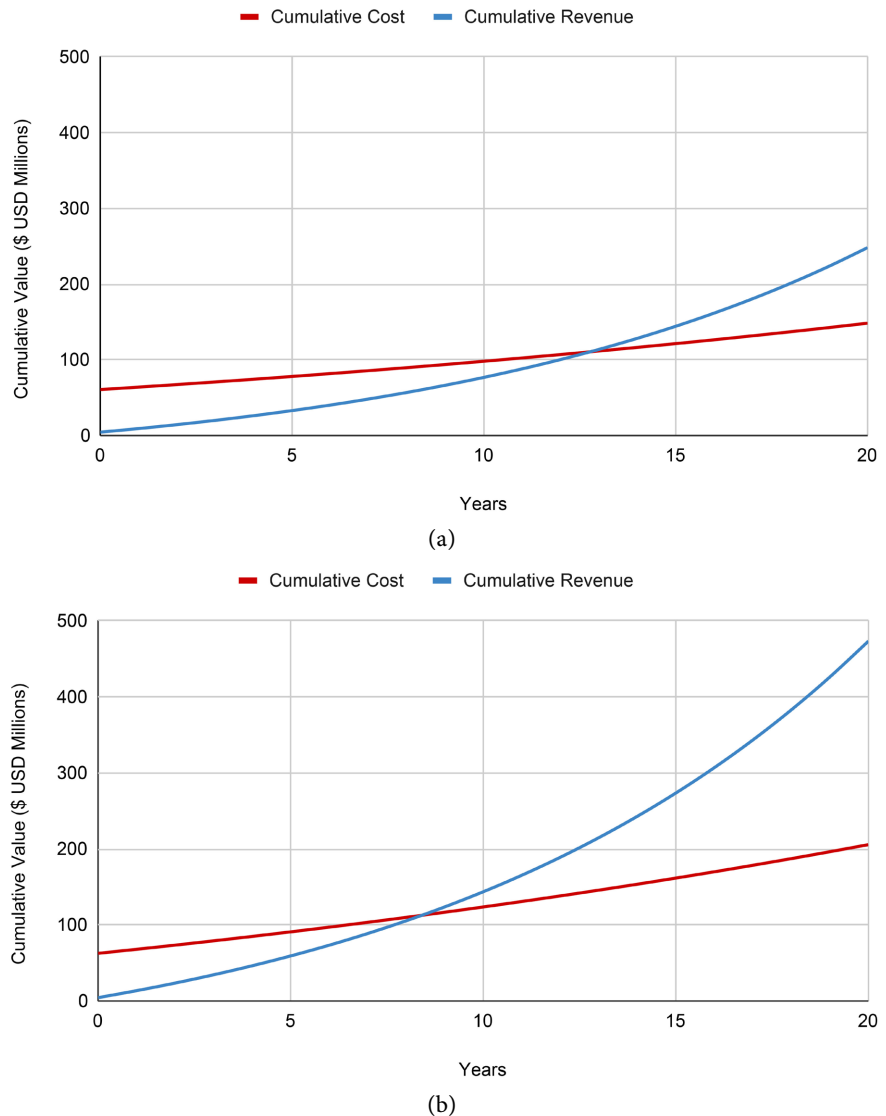 Cumulative Cost Cumulative Revenue
500
400
300
200
100
0
Cumulative Value ($ USD Millions)
0 5 10 15 20
Years
(a)
Cumulative Cost Cumulative Revenue
500
400
300
200
100
0
Cumulative Value ($ USD Millions)
0 5 10 15 20
Years
(b)